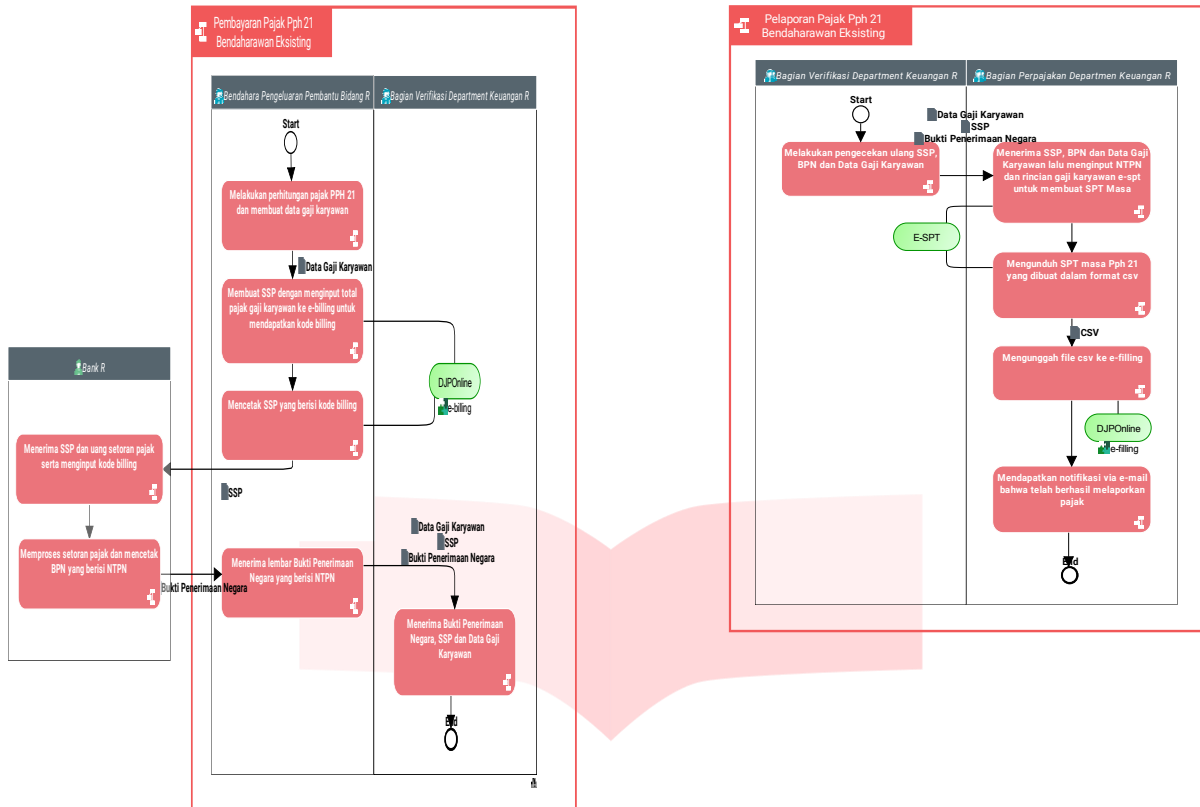 Pembayaran Pajak Pph 21
Bendaharawan Eksisting
Bendahara Pengeluaran Pembantu Bidang R
Bagian Verifikasi Department Keuangan R
Start
Melakukan perhitungan pajak PPH 21
dan membuat data gaji karyawan
Data Gaji Karyawan
Membuat SSP dengan menginput total
pajak gaji karyawan ke e-billing untuk
mendapatkan kode billing
DJPOnline
e-billing
Mencetak SSP yang berisi kode billing
Bank R
Menerima SSP dan uang setoran pajak
serta menginput kode billing
SSP
Memproses setoran pajak dan mencetak
BPN yang berisi NTPN
Bukti Penerimaan Negara
Menerima lembar Bukti Penerimaan
Negara yang berisi NTPN
Data Gaji Karyawan
SSP
Bukti Penerimaan Negara
Menerima Bukti Penerimaan
Negara, SSP dan Data Gaji
Karyawan
End
Pelaporan Pajak Pph 21
Bendaharawan Eksisting
Bagian Verifikasi Department Keuangan R
Bagian Perpajakan Departmen Keuangan R
Start
Data Gaji Karyawan
SSP
Bukti Penerimaan Negara
Melakukan pengecekan ulang SSP,
BPN dan Data Gaji Karyawan
Menerima SSP, BPN dan Data Gaji
Karyawan lalu menginput NTPN
dan rincian gaji karyawan e-spt
untuk membuat SPT Masa
E-SPT
Mengunduh SPT masa Pph 21
yang dibuat dalam format csv
CSV
Mengunggah file csv ke e-filling
DJPOnline
e-filling
Mendapatkan notifikasi via e-mail
bahwa telah berhasil melaporkan
pajak
End